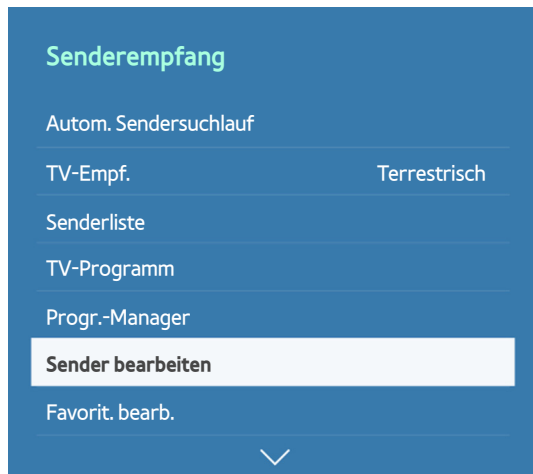 Senderempfang
Autom. Sendersuchlauf
TV-Empf. Terrestrisch
Senderliste
TV-Programm
Progr.-Manager
Sender bearbeiten
Favorit. bearb.